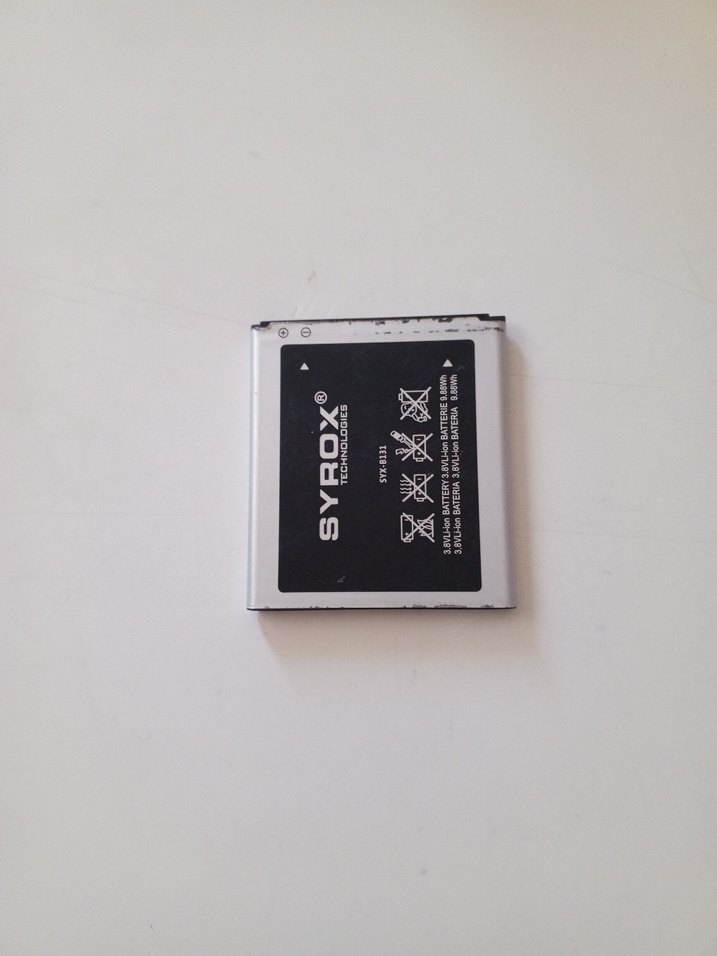 SYROX®
TECHNOLOGIES
SYX-B131
3.8VLi-ion BATTERY 3.8VLi-ion BATTERIE 9.88Wh
3.8VLi-ion BATERIA 3.8VLi-ion BATERIA 9.88Wh